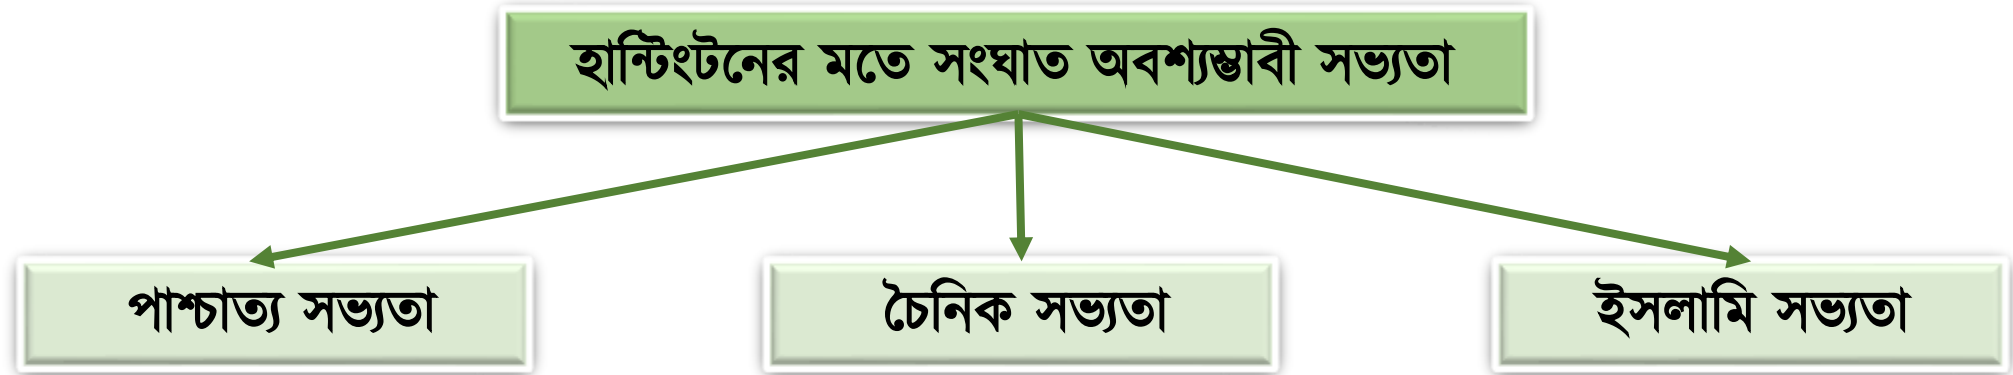 হান্টিংটনের মতে সংঘাত অবশ্যম্ভাবী সভ্যতা
পাশ্চাত্য সভ্যতা
চৈনিক সভ্যতা
ইসলামি সভ্যতা